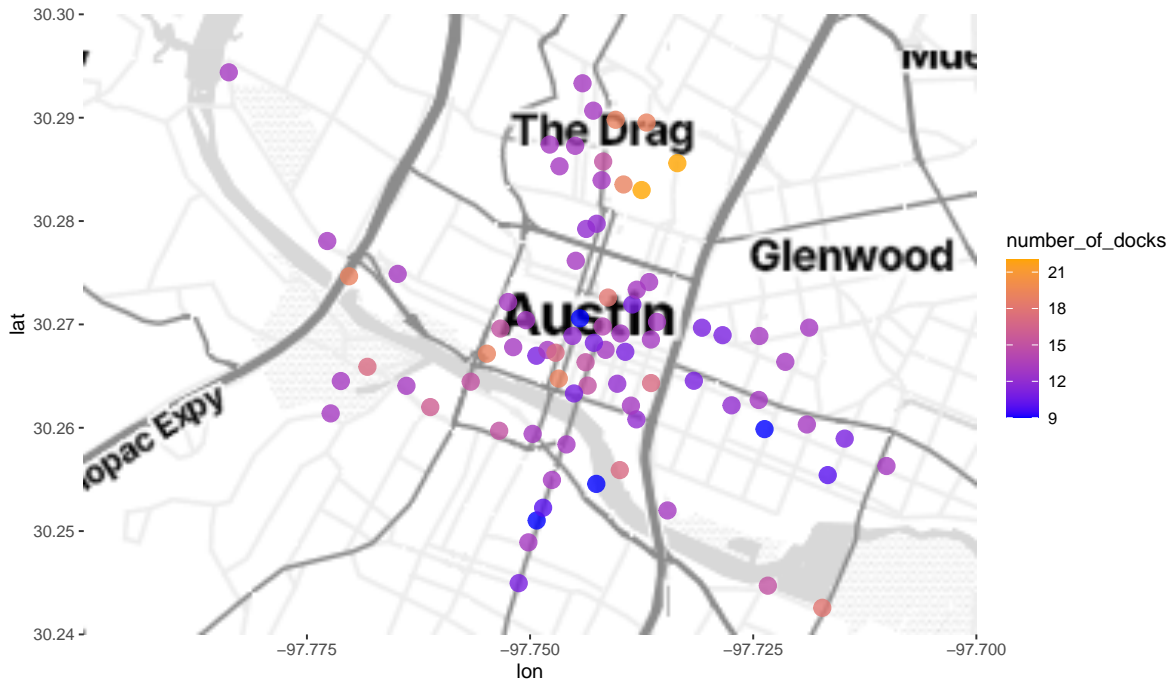 30.30
30.29
30.28
30.27
30.26
30.25
30.24
lat
The Drag
Glenwood
Austin
opac Expy
−97.775
−97.750
−97.725
−97.700
lon
number_of_docks
21
18
15
12
9